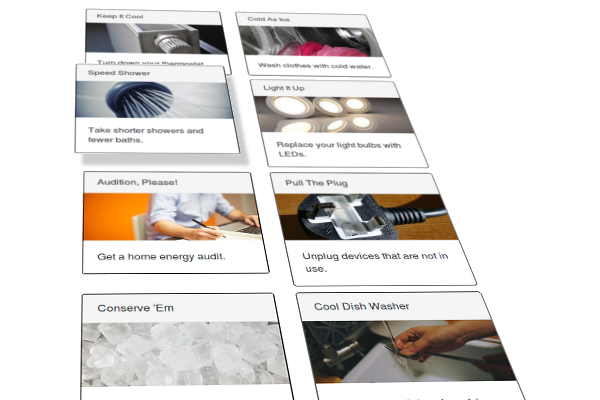 Keep It Cool
Turn down your thermostat.
Cold As Ice
Wash clothes with cold water.
Speed Shower
Take shorter showers and
fewer baths.
Light It Up
Replace your light bulbs with
LEDs.
Audition, Please!
Get a home energy audit.
Pull The Plug
Unplug devices that are not in
use.
Conserve 'Em
Cool Dish Washer